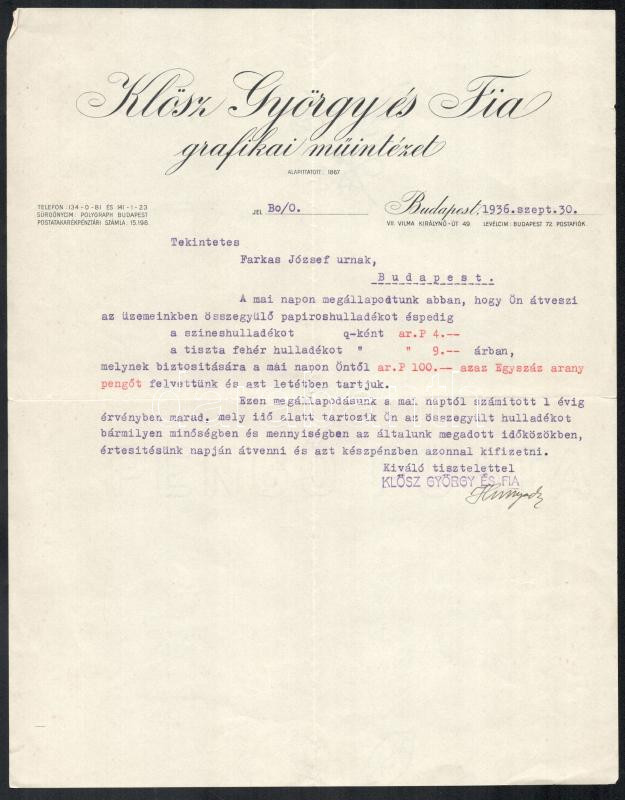 Klösz György és Fia
grafikai müintézet
ALAPITTATOTT: 1867
TELEFON: 134-0-81 ÉS 141-1-23
SÜRGÖNYCIM: POLYGRAPH BUDAPEST
POSTATAKARÉKPÉNZTÁRI SZÁMLA: 15.196
JEL Bo/O.
Budapest, 1936.szept.30.
VII. VILMA KIRÁLYNŐ-ÚT 49. LEVÉLCIM: BUDAPEST 72. POSTAFIÓK.
Tekintetes
Farkas József urnak,
Budapest.
A mai napon megállapodtunk abban, hogy Ön átveszi
az üzemeinkben összegyülő papiroshulladékot éspedig
a szineshulladékot q-ként ar.P 4.--
a tiszta fehér hulladékot " " 9.-- árban,
melynek biztositására a mai napon Öntől ar.P 100.-- azaz Egyszáz arany
pengőt felvettünk és azt letétben tartjuk.
Ezen megállapodásunk a mai naptól számitott 1 évig
érvényben marad, mely idő alatt tartozik Ön az összegyült hulladékot
bármilyen minőségben és mennyiségben az általunk megadott időközökben,
értesitésünk napján átvenni és azt készpénzben azonnal kifizetni.
Kiváló tisztelettel
KLÖSZ GYÖRGY ÉS FIA